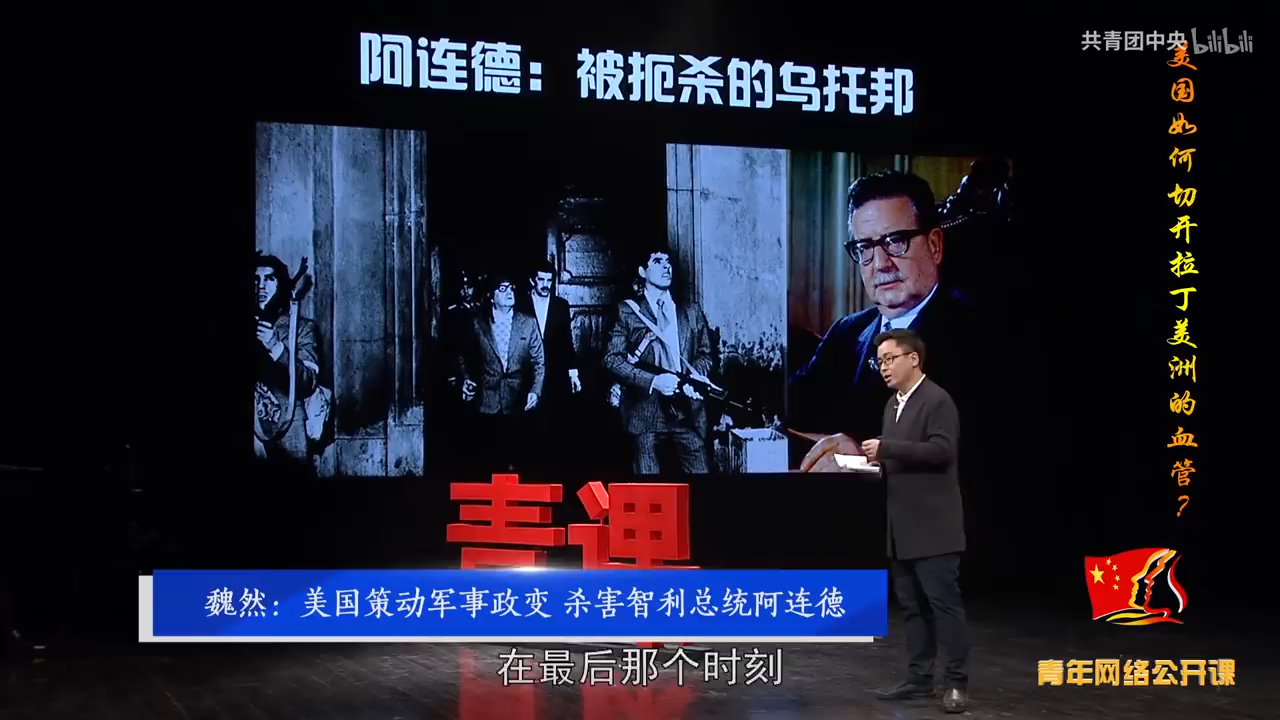 共青团中央 bilibili
阿连德：被扼杀的乌托邦
美国如何切开拉丁美洲的血管？
青课
魏然：美国策动军事政变 杀害智利总统阿连德
在最后那个时刻
青年网络公开课